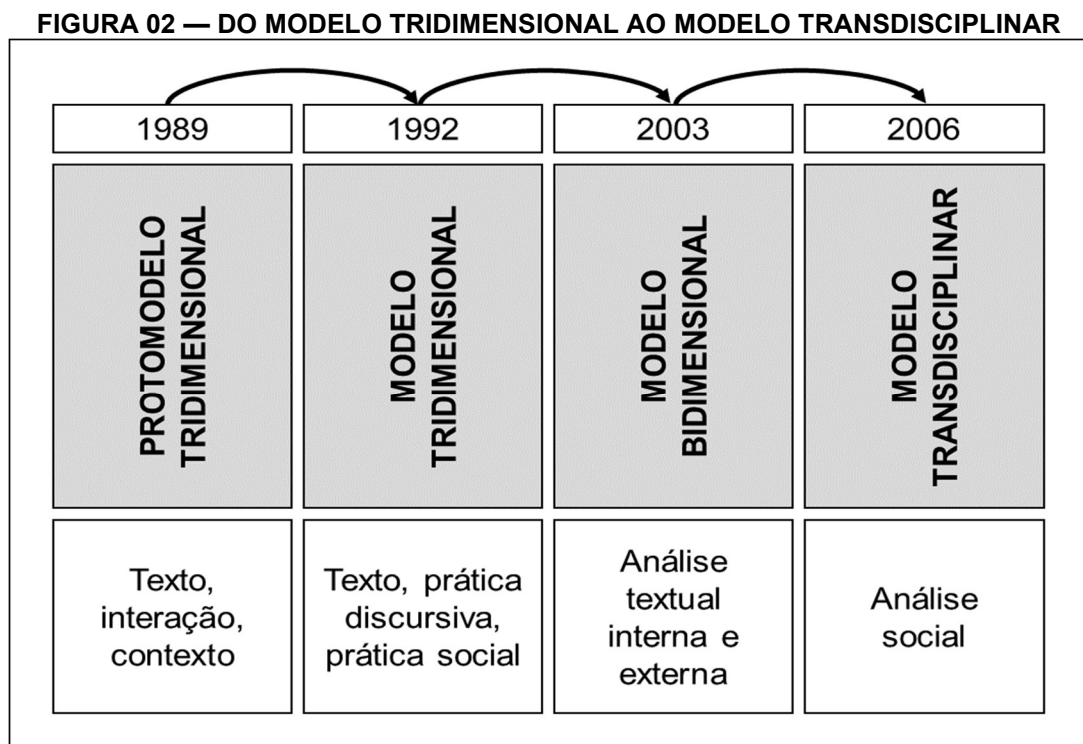 FIGURA 02 — DO MODELO TRIDIMENSIONAL AO MODELO TRANSDISCIPLINAR
1989
1992
2003
2006
PROTOMODELO
TRIDIMENSIONAL
MODELO
TRIDIMENSIONAL
MODELO
BIDIMENSIONAL
MODELO
TRANSDISCIPLINAR
Texto,
interação,
contexto
Texto, prática
discursiva,
prática social
Análise
textual
interna e
externa
Análise
social